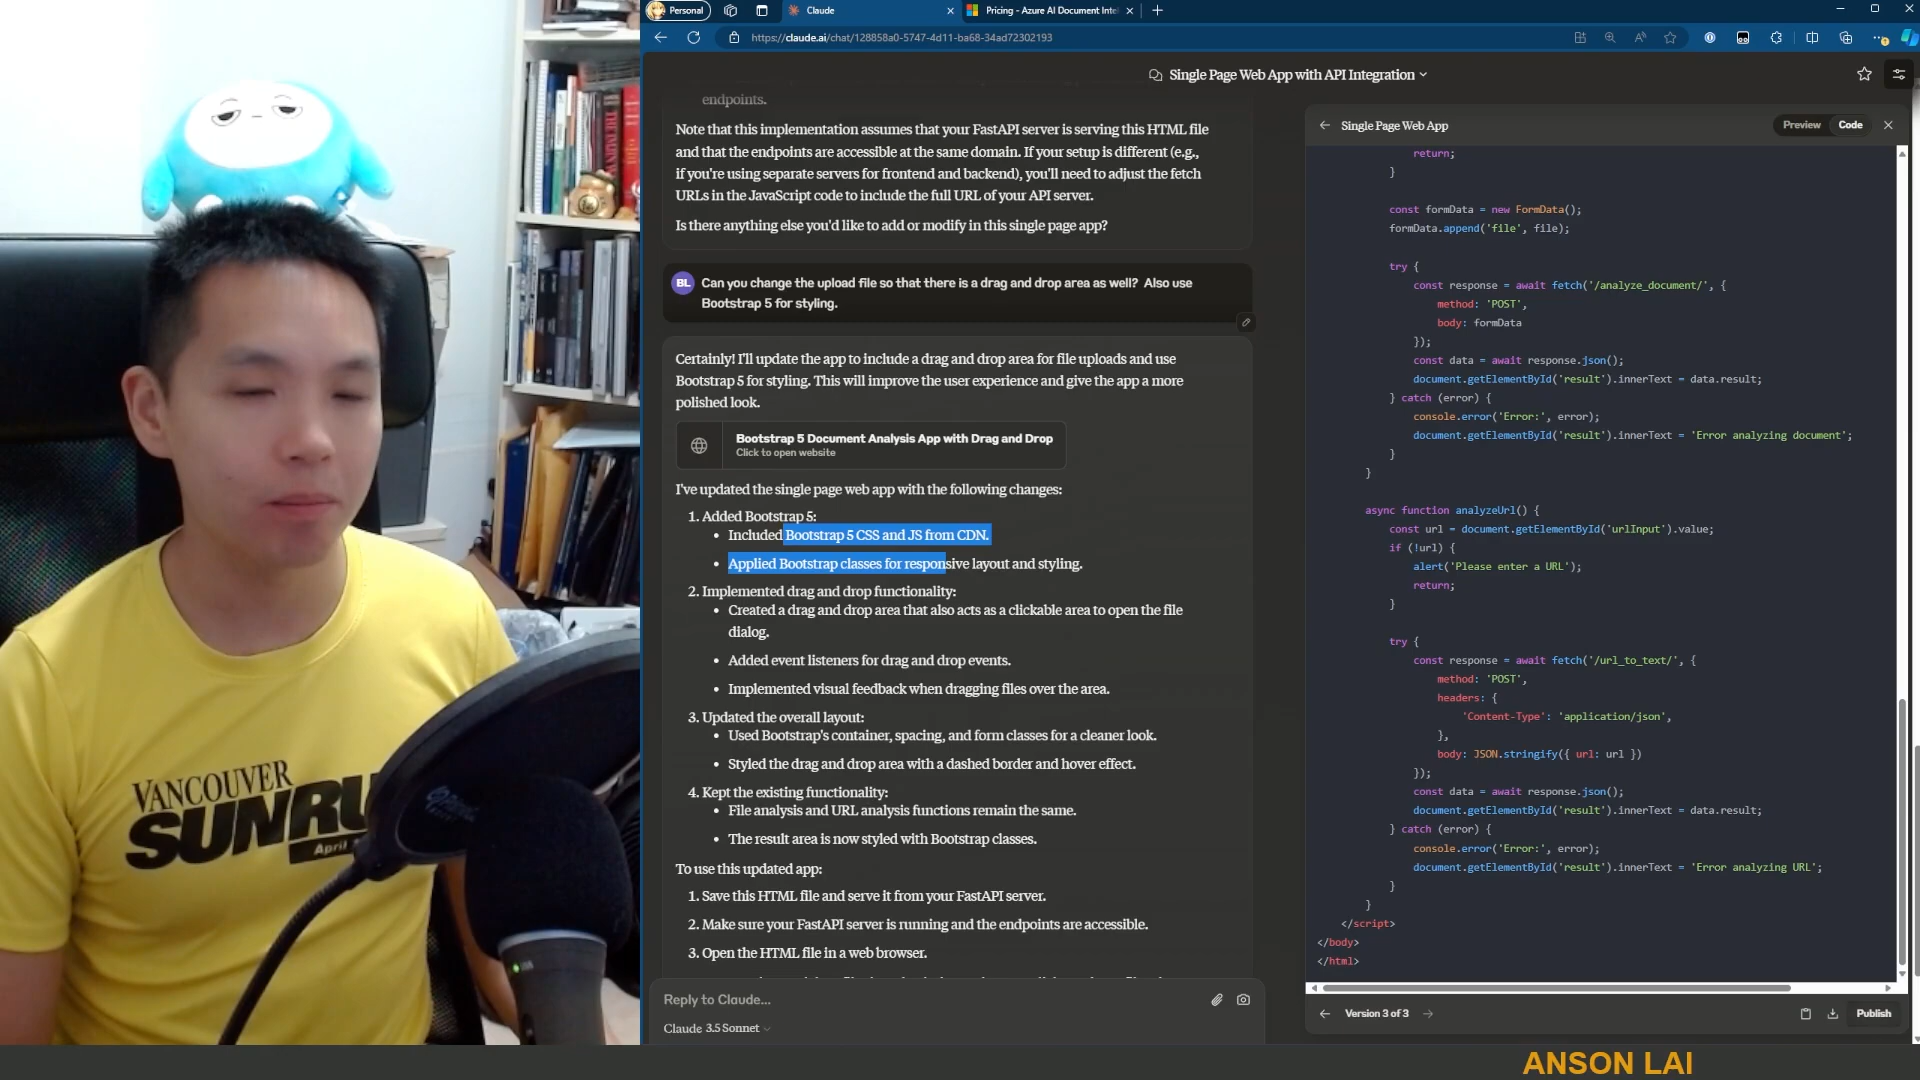 Personal
Claude
Pricing - Azure AI Document Inte
https://claude.ai/chat/128858a0-5747-4d11-ba68-34ad72302193
Single Page Web App with API Integration
endpoints.
Note that this implementation assumes that your FastAPI server is serving this HTML file
and that the endpoints are accessible at the same domain. If your setup is different (e.g.,
if you're using separate servers for frontend and backend), you'll need to adjust the fetch
URLs in the JavaScript code to include the full URL of your API server.
Is there anything else you'd like to add or modify in this single page app?
BL
Can you change the upload file so that there is a drag and drop area as well? Also use
Bootstrap 5 for styling.
Certainly! I'll update the app to include a drag and drop area for file uploads and use
Bootstrap 5 for styling. This will improve the user experience and give the app a more
polished look.
Bootstrap 5 Document Analysis App with Drag and Drop
Click to open website
I've updated the single page web app with the following changes:
1. Added Bootstrap 5:
• Included Bootstrap 5 CSS and JS from CDN.
• Applied Bootstrap classes for responsive layout and styling.
2. Implemented drag and drop functionality:
• Created a drag and drop area that also acts as a clickable area to open the file
dialog.
• Added event listeners for drag and drop events.
• Implemented visual feedback when dragging files over the area.
3. Updated the overall layout:
• Used Bootstrap's container, spacing, and form classes for a cleaner look.
• Styled the drag and drop area with a dashed border and hover effect.
4. Kept the existing functionality:
• File analysis and URL analysis functions remain the same.
• The result area is now styled with Bootstrap classes.
To use this updated app:
1. Save this HTML file and serve it from your FastAPI server.
2. Make sure your FastAPI server is running and the endpoints are accessible.
3. Open the HTML file in a web browser.
Reply to Claude...
Claude 3.5 Sonnet
Single Page Web App
Preview
Code
return;
}
const formData = new FormData();
formData.append('file', file);
try {
const response = await fetch('/analyze_document/', {
method: 'POST',
body: formData
});
const data = await response.json();
document.getElementById('result').innerText = data.result;
} catch (error) {
console.error('Error:', error);
document.getElementById('result').innerText = 'Error analyzing document';
}
}
async function analyzeUrl() {
const url = document.getElementById('urlInput').value;
if (!url) {
alert('Please enter a URL');
return;
}
try {
const response = await fetch('/url_to_text/', {
method: 'POST',
headers: {
'Content-Type': 'application/json',
},
body: JSON.stringify({ url: url })
});
const data = await response.json();
document.getElementById('result').innerText = data.result;
} catch (error) {
console.error('Error:', error);
document.getElementById('result').innerText = 'Error analyzing URL';
}
}
</script>
</body>
</html>
Version 3 of 3
Publish
VANCOUVER
SUNRU
April
ANSON LAI